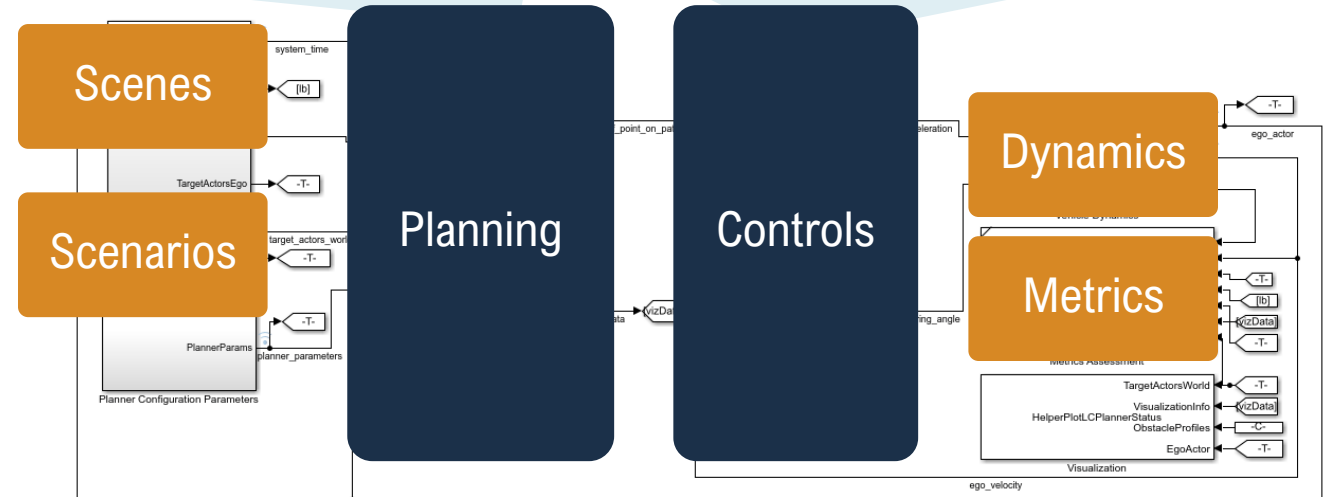 Scenes
system_time
[lb]
TargetActorsEgo
-T-
Scenarios
target_actors_worl
-T-
-T-
PlannerParams
planner_parameters
Planner Configuration Parameters
Planning
_point_on_pat
ata
[vizDat
Controls
eleration
ring_angle
Dynamics
-T-
ego_actor
Vehicle Dynamics
Metrics
-T-
[lb]
[vizData]
-T-
Metrics Assessment
TargetActorsWorld
-T-
VisualizationInfo
[vizData]
HelperPlotLCPlannerStatus
ObstacleProfiles
-C-
EgoActor
-T-
Visualization
ego_velocity